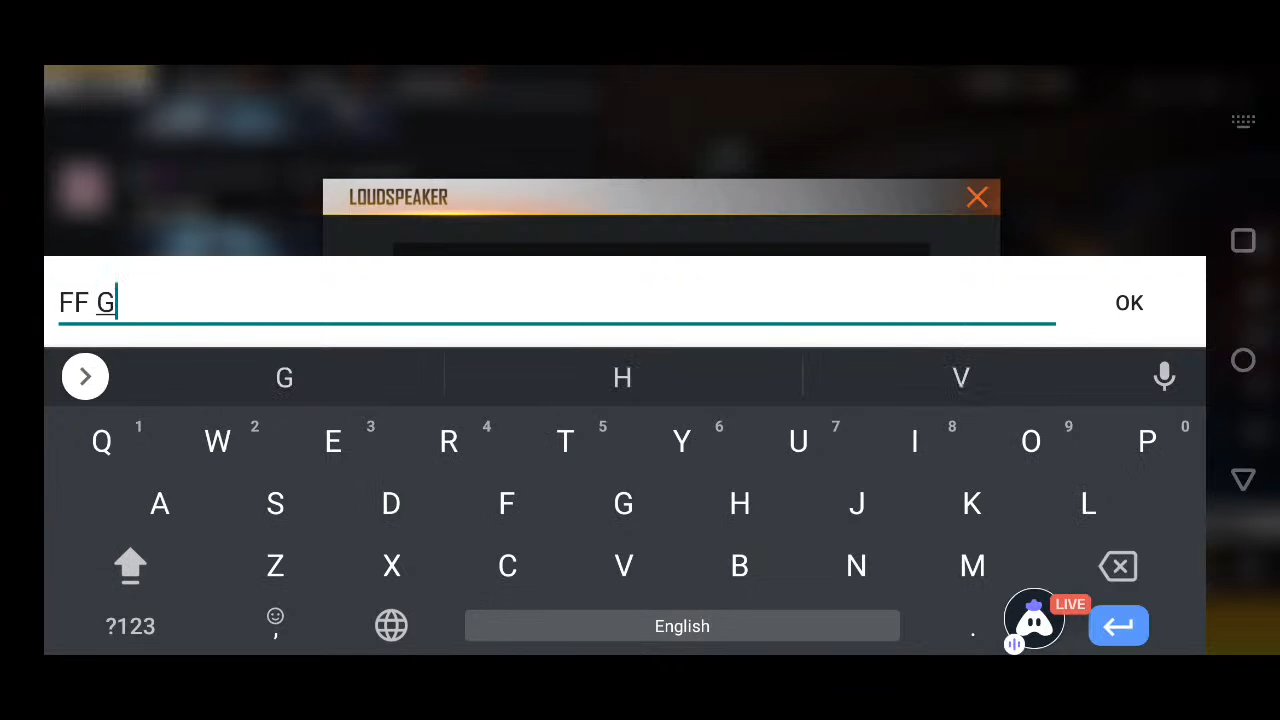 LOUDSPEAKER
FF G
OK
G H V
Q 1 W 2 E 3 R 4 T 5 Y 6 U 7 I 8 O 9 P 0
A S D F G H J K L
Z X C V B N M
?123 , English .
LIVE